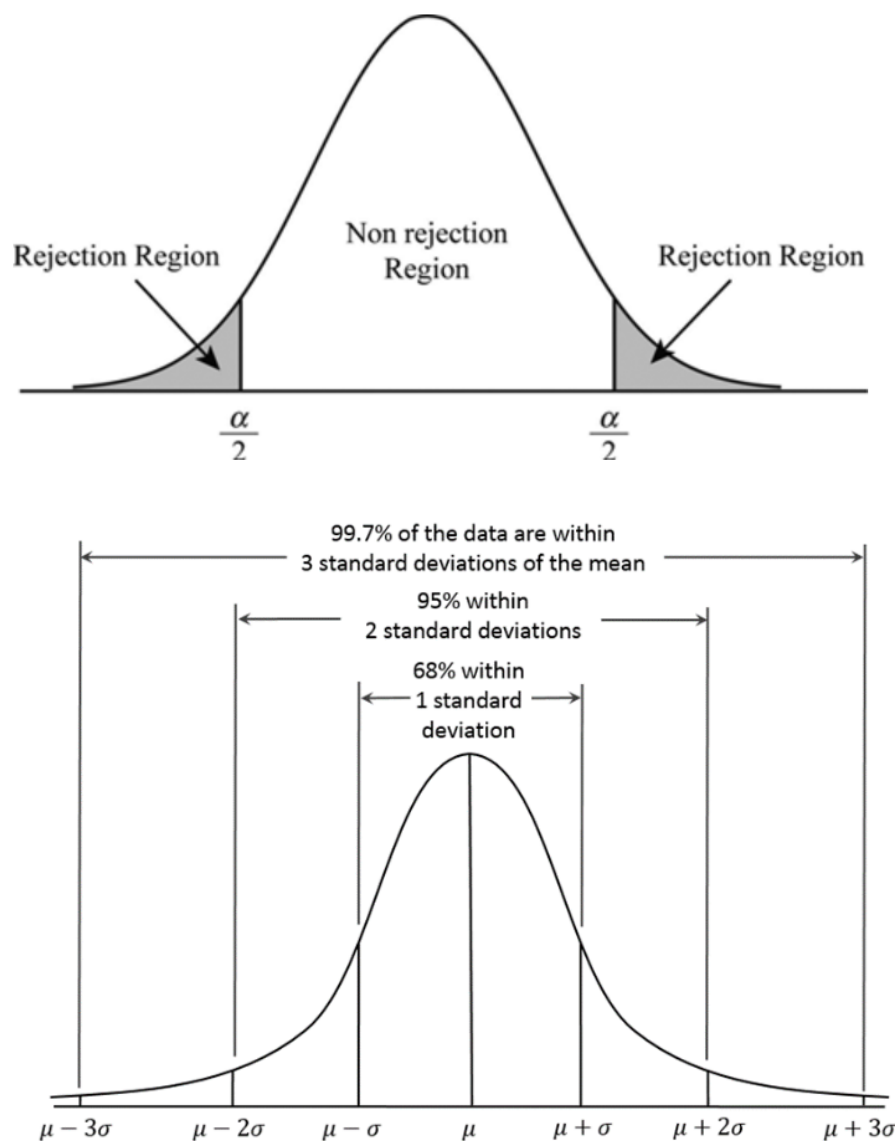 Non rejection
Region
Rejection Region
Rejection Region
α
2
α
2
99.7% of the data are within
3 standard deviations of the mean
95% within
2 standard deviations
68% within
1 standard
deviation
μ − 3σ μ − 2σ μ − σ μ μ + σ μ + 2σ μ + 3σ